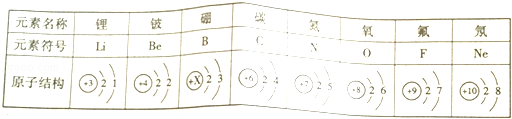 元素名称 锂 铍 硼 碳 氮 氧 氟 氖
元素符号 Li Be B C N O F Ne
原子结构 +3 2 1 +4 2 2 +X 2 3 +6 2 4 +7 2 5 +8 2 6 +9 2 7 +10 2 8